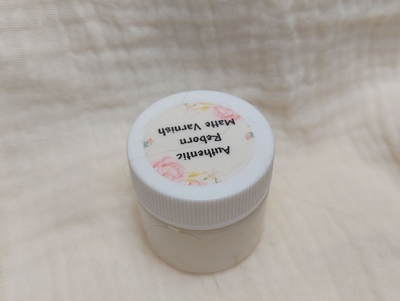 Authentic
Reborn
Matte Varnish